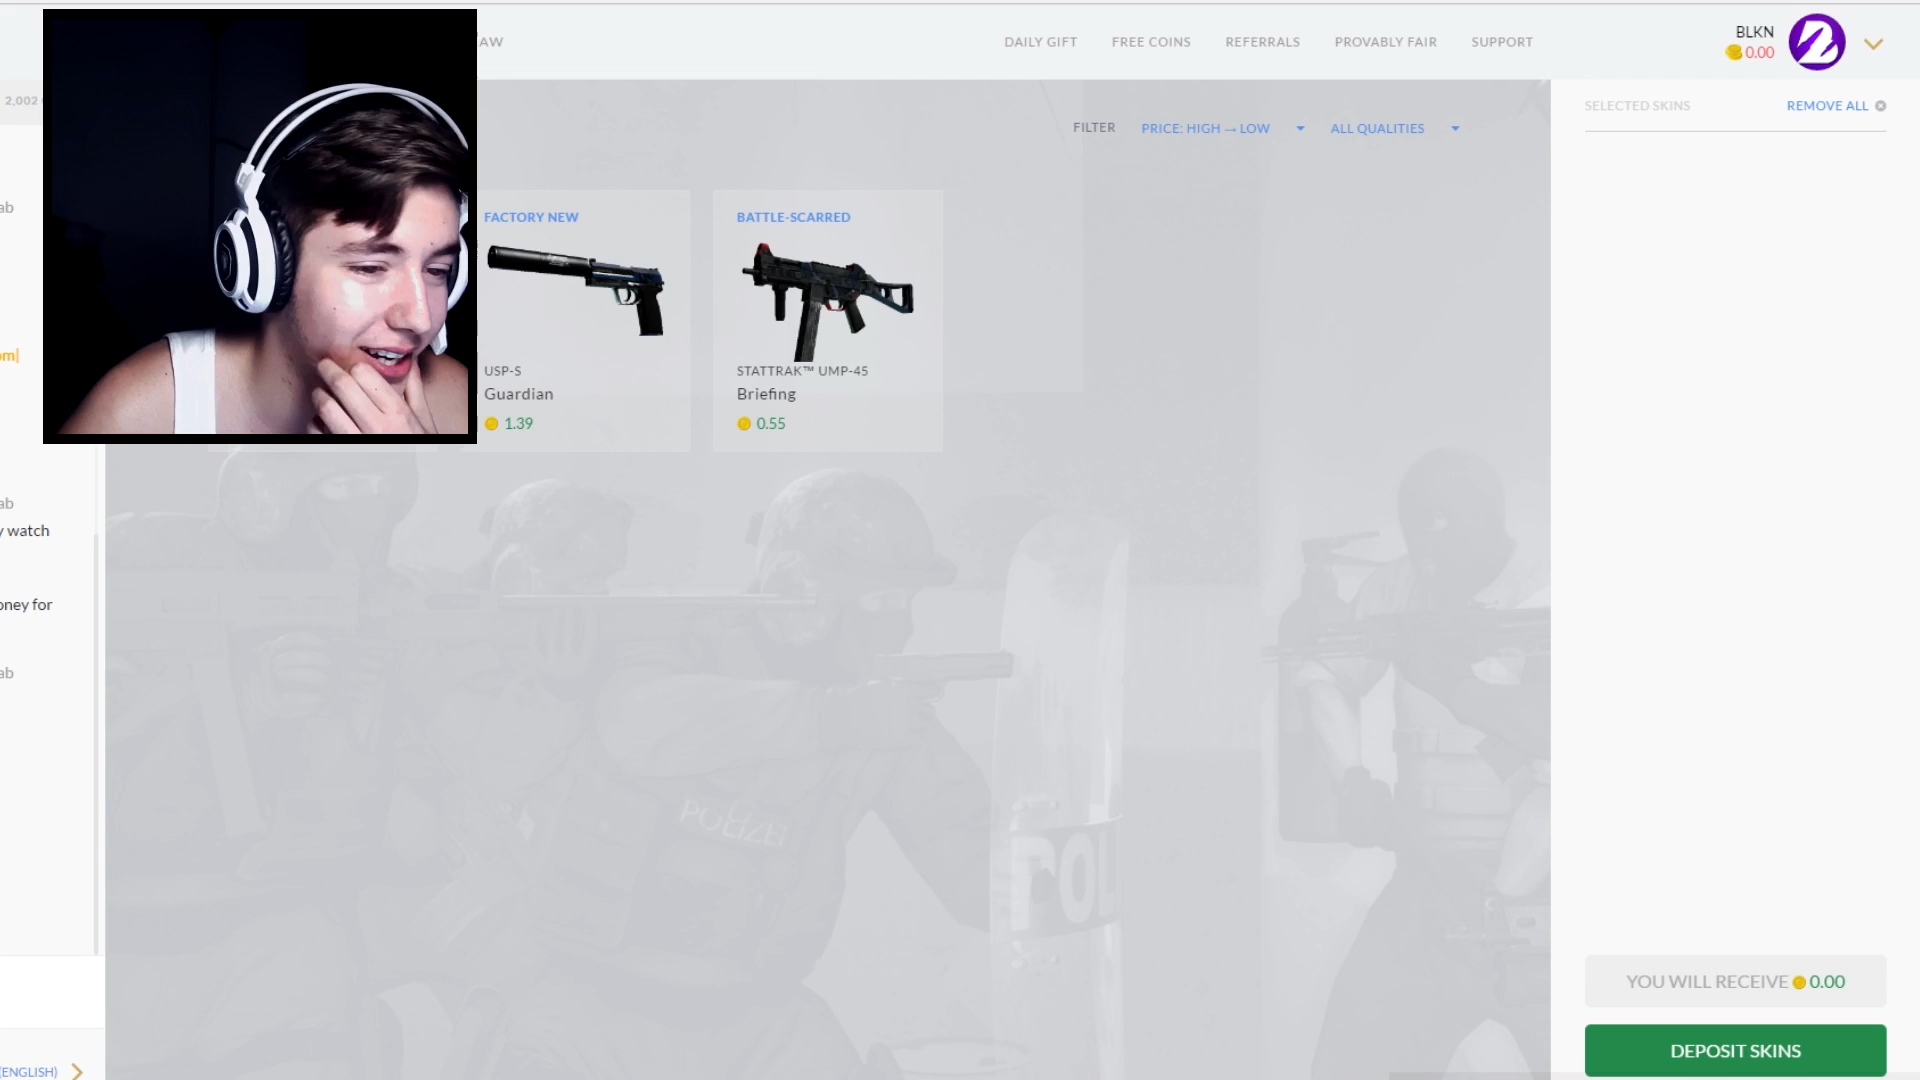 AW
DAILY GIFT
FREE COINS
REFERRALS
PROVABLY FAIR
SUPPORT
BLKN
0.00
2,002
SELECTED SKINS
REMOVE ALL
FILTER
PRICE: HIGH → LOW
ALL QUALITIES
ab
FACTORY NEW
USP-S
Guardian
1.39
BATTLE-SCARRED
STATTRAK™ UMP-45
Briefing
0.55
om|
ab
y watch
oney for
ab
POLIZEI
POL
YOU WILL RECEIVE 0.00
DEPOSIT SKINS
(ENGLISH)